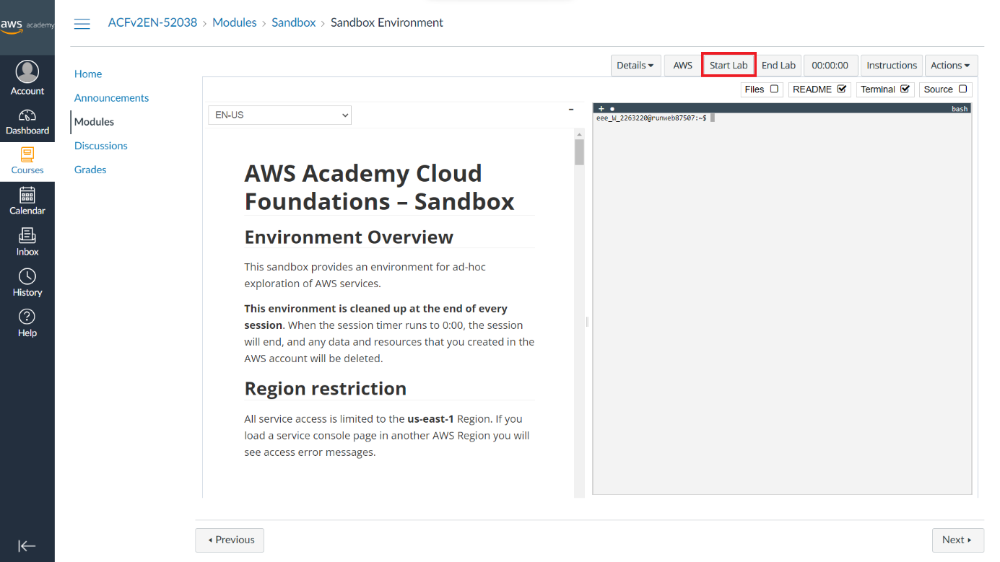 aws academy
ACFv2EN-52038 › Modules › Sandbox › Sandbox Environment
Account
Dashboard
Courses
Calendar
Inbox
History
Help
Home
Announcements
Modules
Discussions
Grades
Details AWS Start Lab End Lab 00:00:00 Instructions Actions
Files README Terminal Source
EN-US
AWS Academy Cloud
Foundations – Sandbox
Environment Overview
This sandbox provides an environment for ad-hoc
exploration of AWS services.
This environment is cleaned up at the end of every
session. When the session timer runs to 0:00, the session
will end, and any data and resources that you created in the
AWS account will be deleted.
Region restriction
All service access is limited to the us-east-1 Region. If you
load a service console page in another AWS Region you will
see access error messages.
bash
eee_W_2263220@runweb87507:~$
Previous
Next